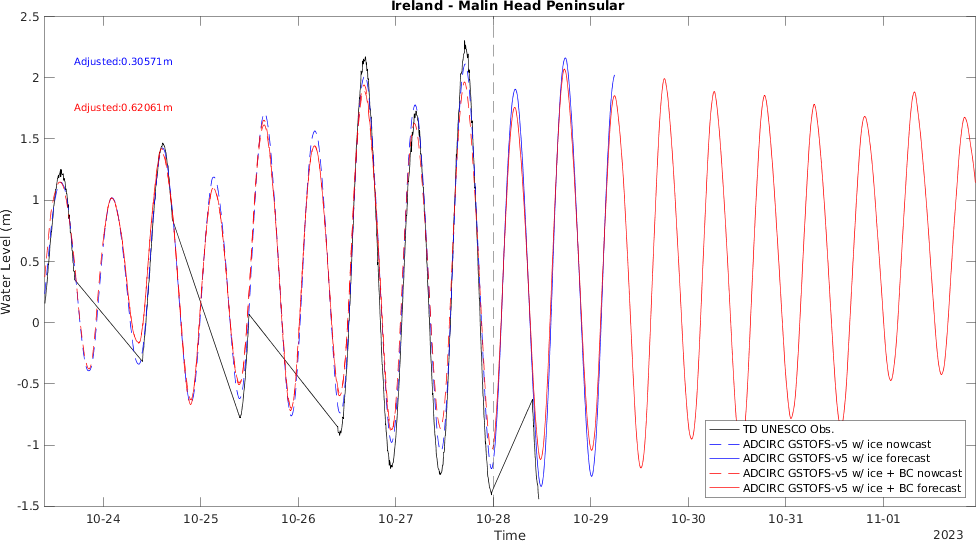 Ireland - Malin Head Peninsular
2.5
Adjusted:0.30571m
2
Adjusted:0.62061m
1.5
1
Water Level (m)
0.5
0
-0.5
-1
-1.5
TD UNESCO Obs.
ADCIRC GSTOFS-v5 w/ ice nowcast
ADCIRC GSTOFS-v5 w/ ice forecast
ADCIRC GSTOFS-v5 w/ ice + BC nowcast
ADCIRC GSTOFS-v5 w/ ice + BC forecast
10-24 10-25 10-26 10-27 10-28 10-29 10-30 10-31 11-01
Time
2023